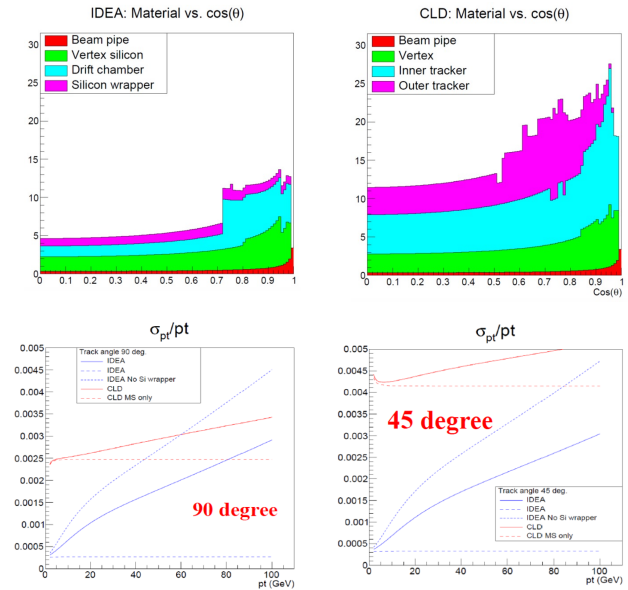 IDEA: Material vs. cos(θ)
30
25
20
15
10
5
0
Beam pipe
Vertex silicon
Drift chamber
Silicon wrapper
0 0.1 0.2 0.3 0.4 0.5 0.6 0.7 0.8 0.9 1
CLD: Material vs. cos(θ)
30
25
20
15
10
5
0
Beam pipe
Vertex
Inner tracker
Outer tracker
0 0.1 0.2 0.3 0.4 0.5 0.6 0.7 0.8 0.9 1
Cos(θ)
σpt/pt
0.005
0.0045
0.004
0.0035
0.003
0.0025
0.002
0.0015
0.001
0.0005
0
Track angle 90 deg.
IDEA
IDEA
IDEA No Si wrapper
CLD
CLD MS only
90 degree
0 20 40 60 80 100
pt (GeV)
σpt/pt
0.005
0.0045
0.004
0.0035
0.003
0.0025
0.002
0.0015
0.001
0.0005
0
45 degree
Track angle 45 deg.
IDEA
IDEA
IDEA No Si wrapper
CLD
CLD MS only
0 20 40 60 80 100
pt (GeV)